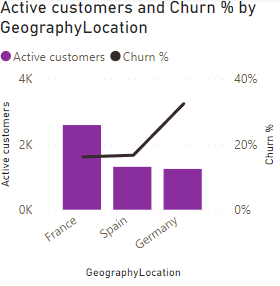 Active customers and Churn % by
GeographyLocation
Active customers Churn %
4K 40%
2K 20%
0K 0%
Active customers
Churn %
France Spain Germany
GeographyLocation